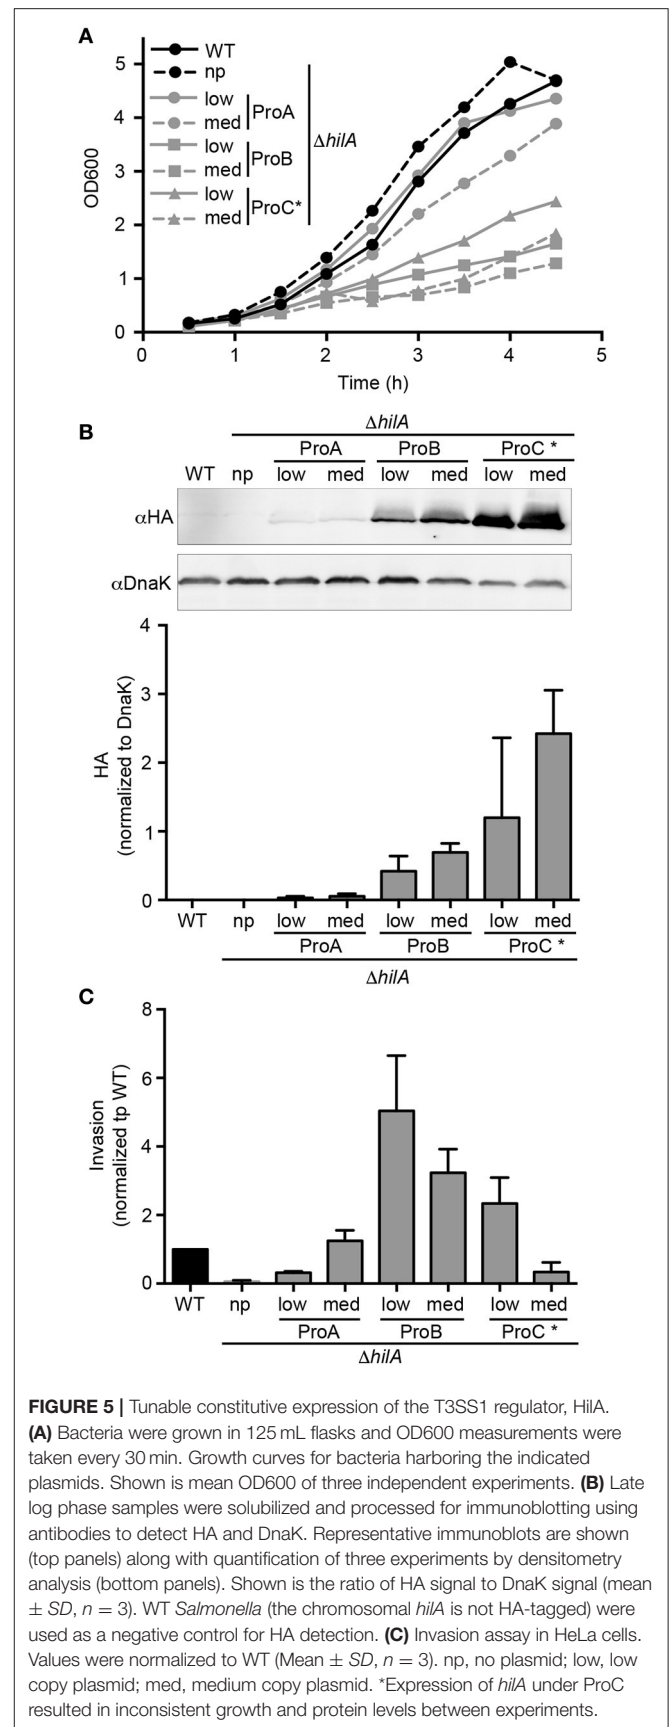 A
WT
np
low
med
ProA
low
med
ProB
low
med
ProC*
ΔhilA
OD600
5
4
3
2
1
0
0 1 2 3 4 5
Time (h)
B
ΔhilA
ProA ProB ProC *
WT np low med low med low med
αHA
αDnaK
HA
(normalized to DnaK)
4
3
2
1
0
WT np low med low med low med
ProA ProB ProC *
ΔhilA
C
Invasion
(normalized tp WT)
8
6
4
2
0
WT np low med low med low med
ProA ProB ProC *
ΔhilA
FIGURE 5 | Tunable constitutive expression of the T3SS1 regulator, HilA.
(A) Bacteria were grown in 125 mL flasks and OD600 measurements were
taken every 30 min. Growth curves for bacteria harboring the indicated
plasmids. Shown is mean OD600 of three independent experiments. (B) Late
log phase samples were solubilized and processed for immunoblotting using
antibodies to detect HA and DnaK. Representative immunoblots are shown
(top panels) along with quantification of three experiments by densitometry
analysis (bottom panels). Shown is the ratio of HA signal to DnaK signal (mean
± SD, n = 3). WT Salmonella (the chromosomal hilA is not HA-tagged) were
used as a negative control for HA detection. (C) Invasion assay in HeLa cells.
Values were normalized to WT (Mean ± SD, n = 3). np, no plasmid; low, low
copy plasmid; med, medium copy plasmid. *Expression of hilA under ProC
resulted in inconsistent growth and protein levels between experiments.